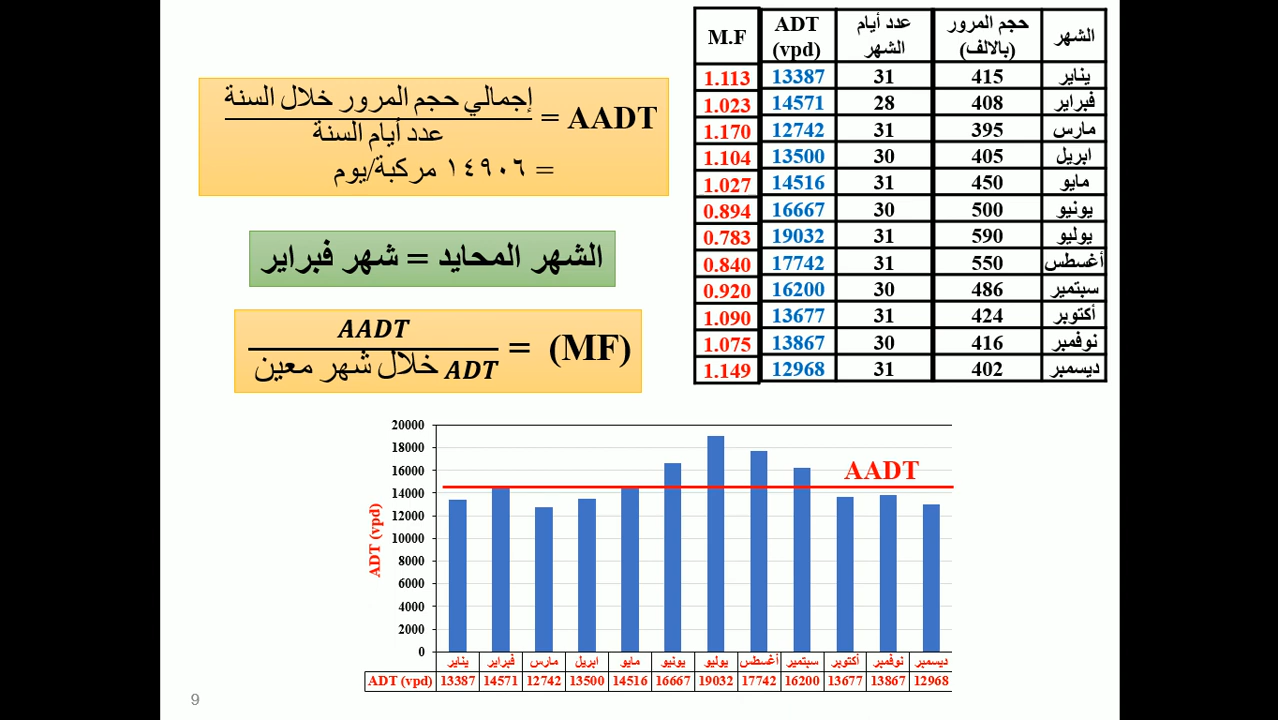 AADT = إجمالي حجم المرور خلال السنة
عدد أيام السنة
= ١٤٩٠٦ مركبة/يوم
الشهر المحايد = شهر فبراير
(MF) = AADT
ADT خلال شهر معين
الشهر حجم المرور (بالالف) عدد أيام الشهر ADT (vpd) M.F
يناير 415 31 13387 1.113
فبراير 408 28 14571 1.023
مارس 395 31 12742 1.170
ابريل 405 30 13500 1.104
مايو 450 31 14516 1.027
يونيو 500 30 16667 0.894
يوليو 590 31 19032 0.783
أغسطس 550 31 17742 0.840
سبتمبر 486 30 16200 0.920
أكتوبر 424 31 13677 1.090
نوفمبر 416 30 13867 1.075
ديسمبر 402 31 12968 1.149
20000
18000
16000
14000
12000
10000
8000
6000
4000
2000
0
ADT (vpd)
AADT
يناير فبراير مارس ابريل مايو يونيو يوليو أغسطس سبتمبر أكتوبر نوفمبر ديسمبر
ADT (vpd) 13387 14571 12742 13500 14516 16667 19032 17742 16200 13677 13867 12968
9